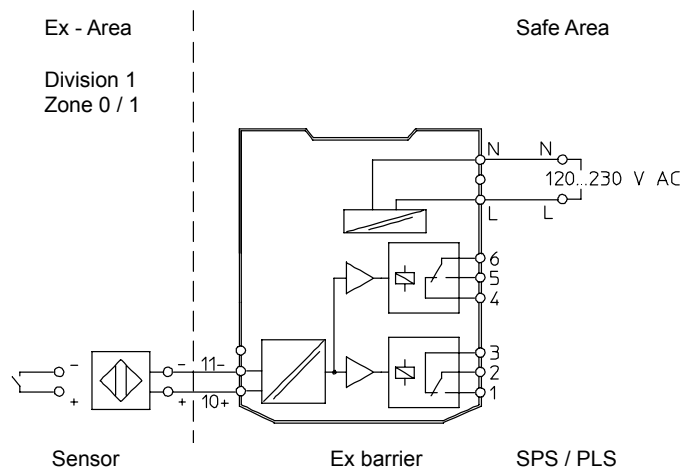 Ex - Area
Safe Area
Division 1
Zone 0 / 1
N N
120...230 V AC
L L
6
5
4
3
- - 11-
2
+ + 10+
1
Sensor
Ex barrier
SPS / PLS